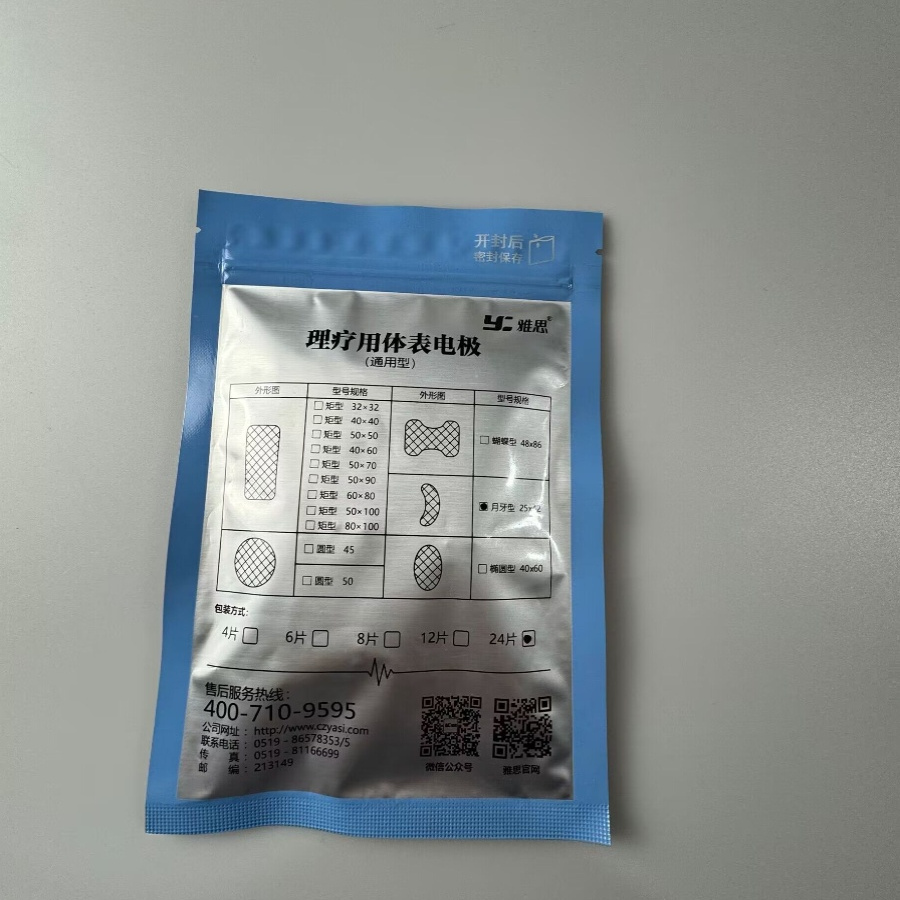 开封后
密封保存
雅思®
理疗用体表电极
（通用型）
外形图 型号规格 外形图 型号规格
矩型 32×32
矩型 40×40
矩型 50×50
矩型 40×60
矩型 50×70
矩型 50×90
矩型 60×80
矩型 50×100
矩型 80×100
蝴蝶型 48x86
月牙型
圆型 45
圆型 50
椭圆型 40x60
包装方式：
4片 6片 8片 12片 24片
售后服务热线：
400-710-9595
公司网址：http://www.czyasi.com
联系电话：0519 - 86578353/5
传 真：0519 - 81166699
邮 编：213149
微信公众号 雅思官网